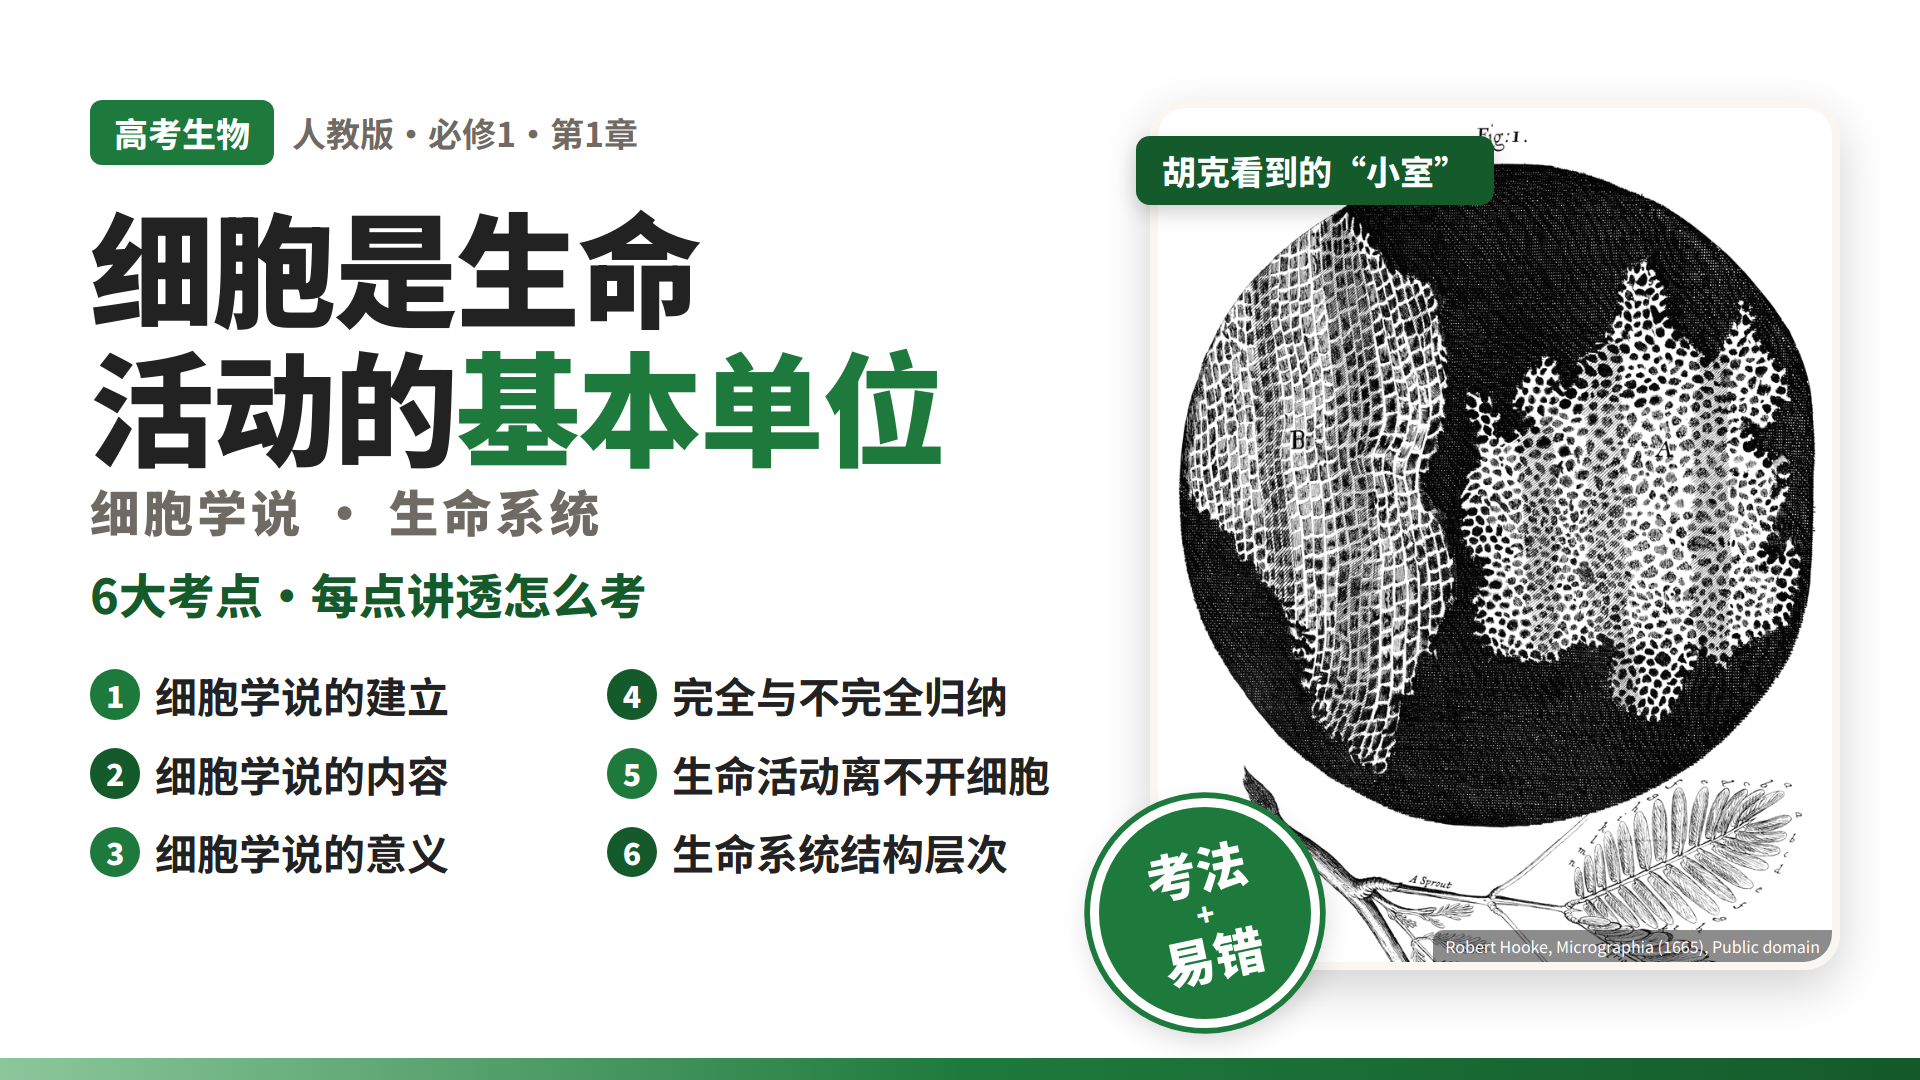 高考生物
人教版·必修1·第1章
细胞是生命
活动的基本单位
细胞学说 · 生命系统
6大考点·每点讲透怎么考
1 细胞学说的建立
2 细胞学说的内容
3 细胞学说的意义
4 完全与不完全归纳
5 生命活动离不开细胞
6 生命系统结构层次
Fig:1.
胡克看到的“小室”
B
A
A Sprout
考法
+
易错
Robert Hooke, Micrographia (1665), Public domain